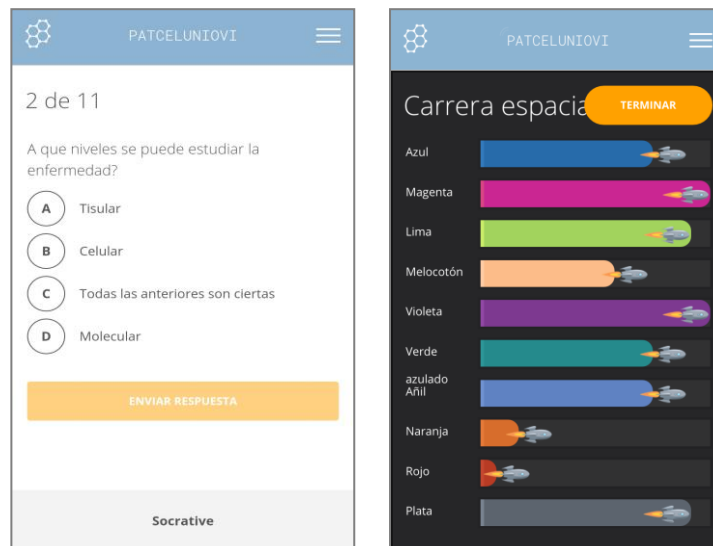 PATCELUNIOVI
2 de 11
A que niveles se puede estudiar la
enfermedad?
A Tisular
B Celular
C Todas las anteriores son ciertas
D Molecular
ENVIAR RESPUESTA
Socrative
PATCELUNIOVI
Carrera espacia
TERMINAR
Azul
Magenta
Lima
Melocotón
Violeta
Verde
azulado
Añil
Naranja
Rojo
Plata